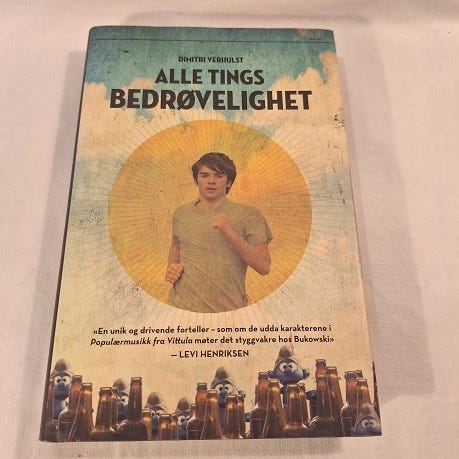 DIMITRI VERHULST
ALLE TINGS
BEDRØVELIGHET
«En unik og drivende forteller – som om de udda karakterene i
Populærmusikk fra Vittula møter det styggvakre hos Bukowski»
— LEVI HENRIKSEN